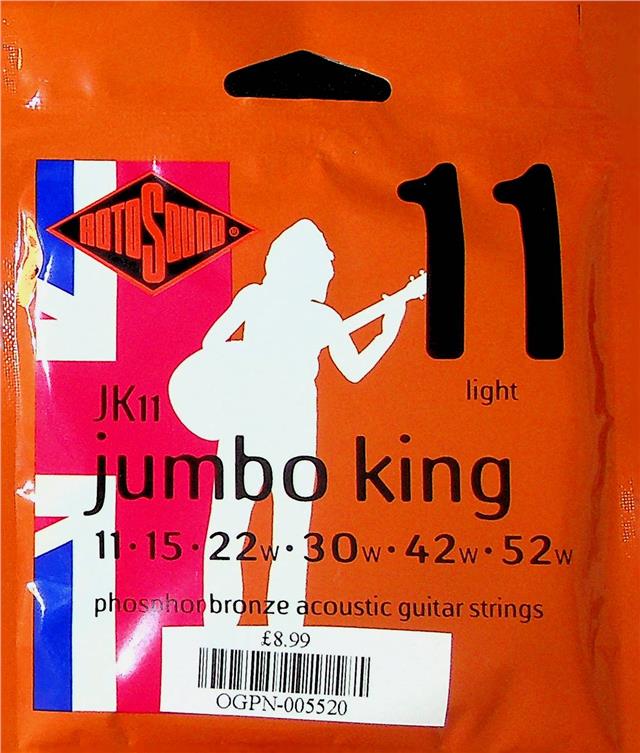 ROTOSOUND®
11
light
JK11
jumbo king
11·15·22w·30w·42w·52w
phosphor bronze acoustic guitar strings
£8.99
OGPN-005520